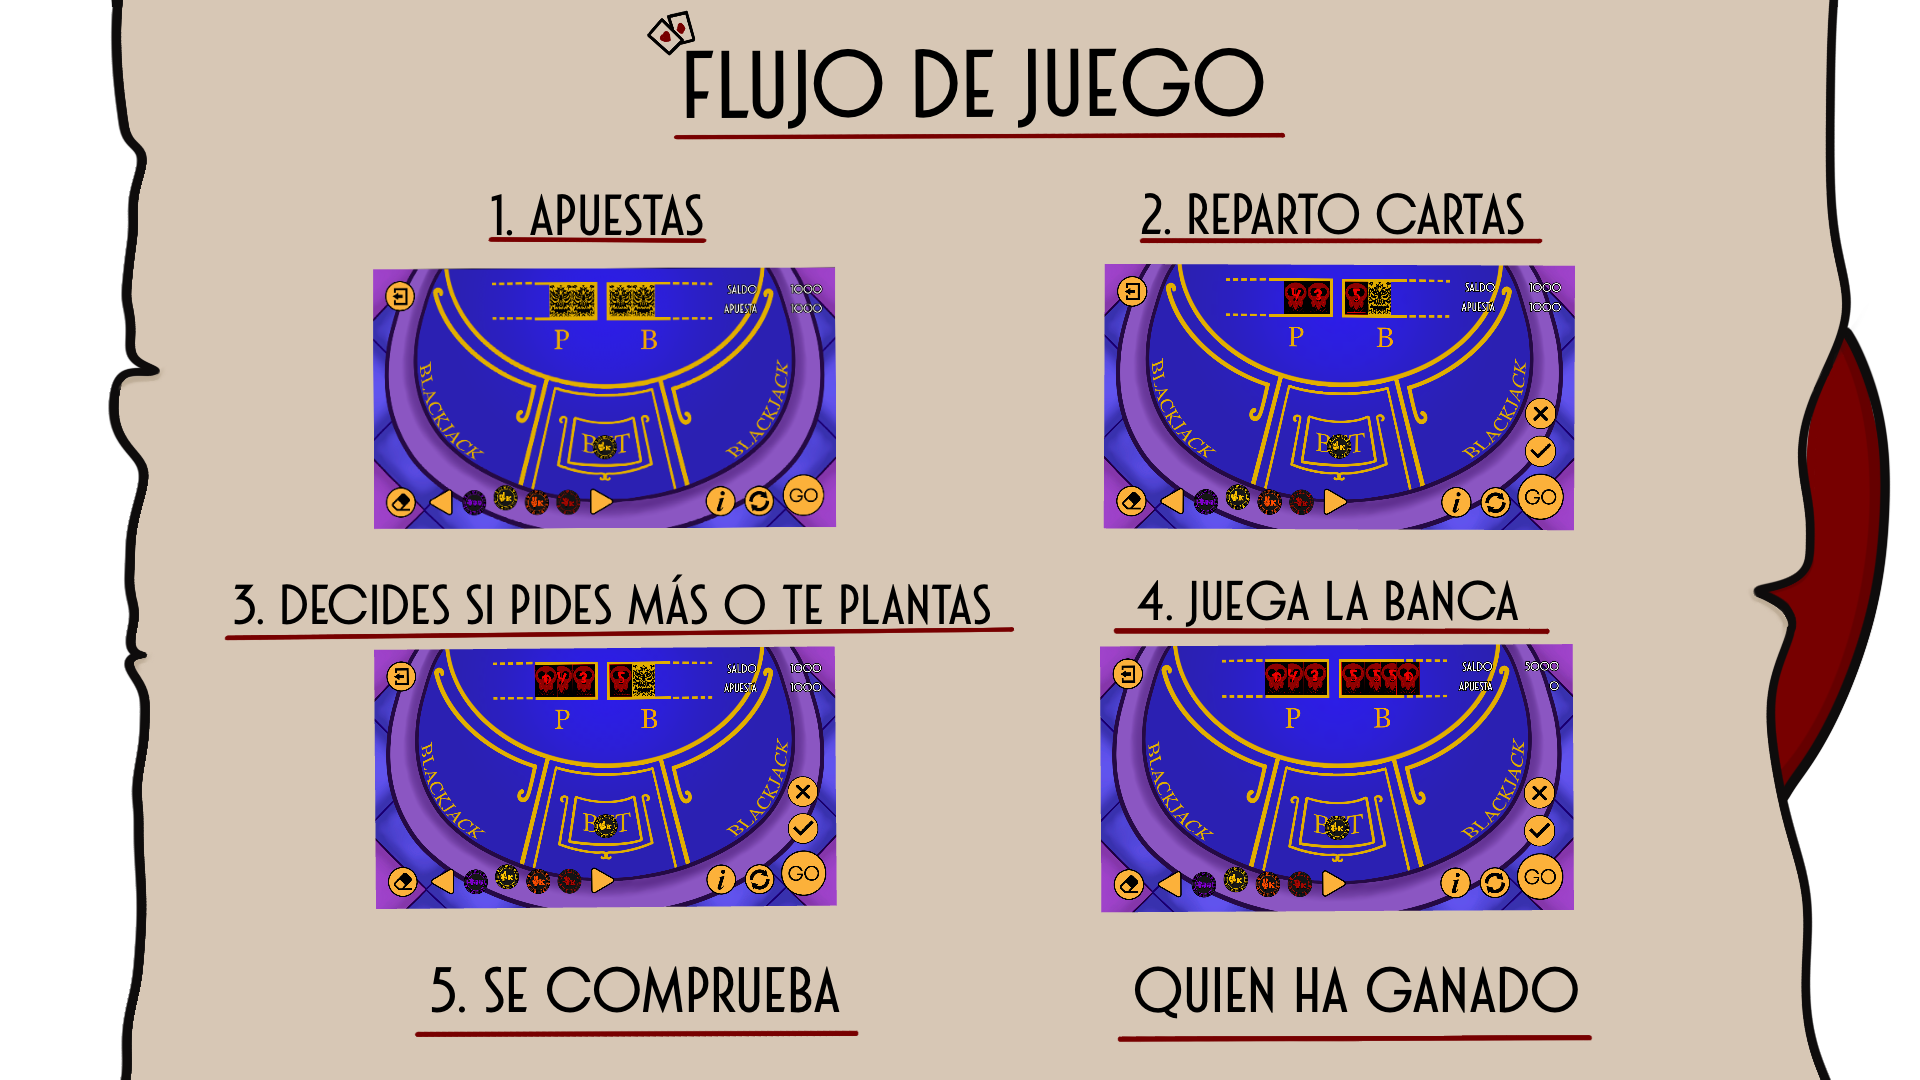 FLUJO DE JUEGO
1. APUESTAS
SALDO 1000
APUESTA 1000
P B
BLACKJACK BLACKJACK
GO
2. REPARTO CARTAS
SALDO 1000
APUESTA 1000
P B
BLACKJACK BLACKJACK
GO
3. DECIDES SI PIDES MÁS O TE PLANTAS
SALDO 1000
APUESTA 1000
P B
BLACKJACK BLACKJACK
GO
4. JUEGA LA BANCA
SALDO 5000
APUESTA 0
P B
BLACKJACK BLACKJACK
GO
5. SE COMPRUEBA QUIEN HA GANADO